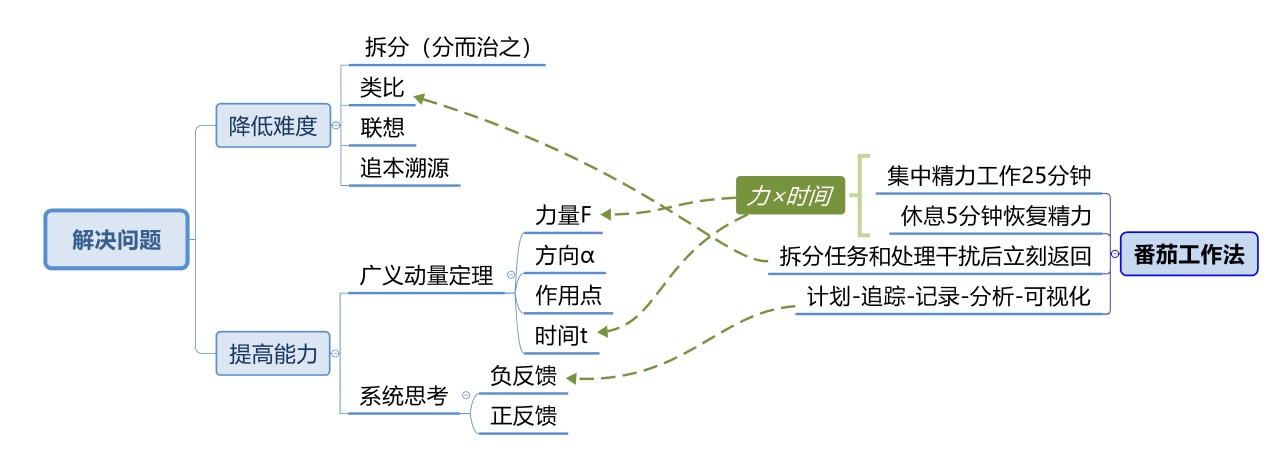 解决问题
降低难度
拆分（分而治之）
类比
联想
追本溯源
提高能力
广义动量定理
力量F
方向α
作用点
时间t
系统思考
负反馈
正反馈
力×时间
集中精力工作25分钟
休息5分钟恢复精力
拆分任务和处理干扰后立刻返回
计划-追踪-记录-分析-可视化
番茄工作法